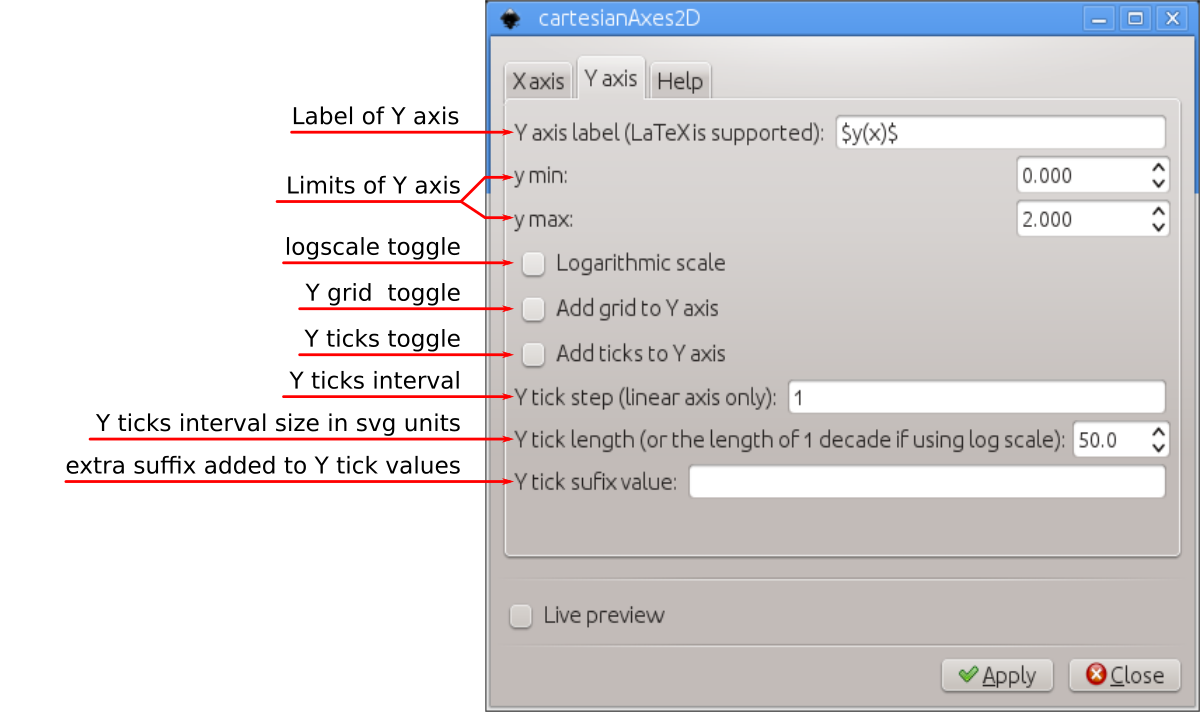 cartesianAxes2D
X axis Y axis Help
Label of Y axis
Y axis label (LaTeX is supported): $y(x)$
Limits of Y axis
y min: 0.000
y max: 2.000
logscale toggle
Logarithmic scale
Y grid toggle
Add grid to Y axis
Y ticks toggle
Add ticks to Y axis
Y ticks interval
Y tick step (linear axis only): 1
Y ticks interval size in svg units
Y tick length (or the length of 1 decade if using log scale): 50.0
extra suffix added to Y tick values
Y tick sufix value:
Live preview
Apply Close